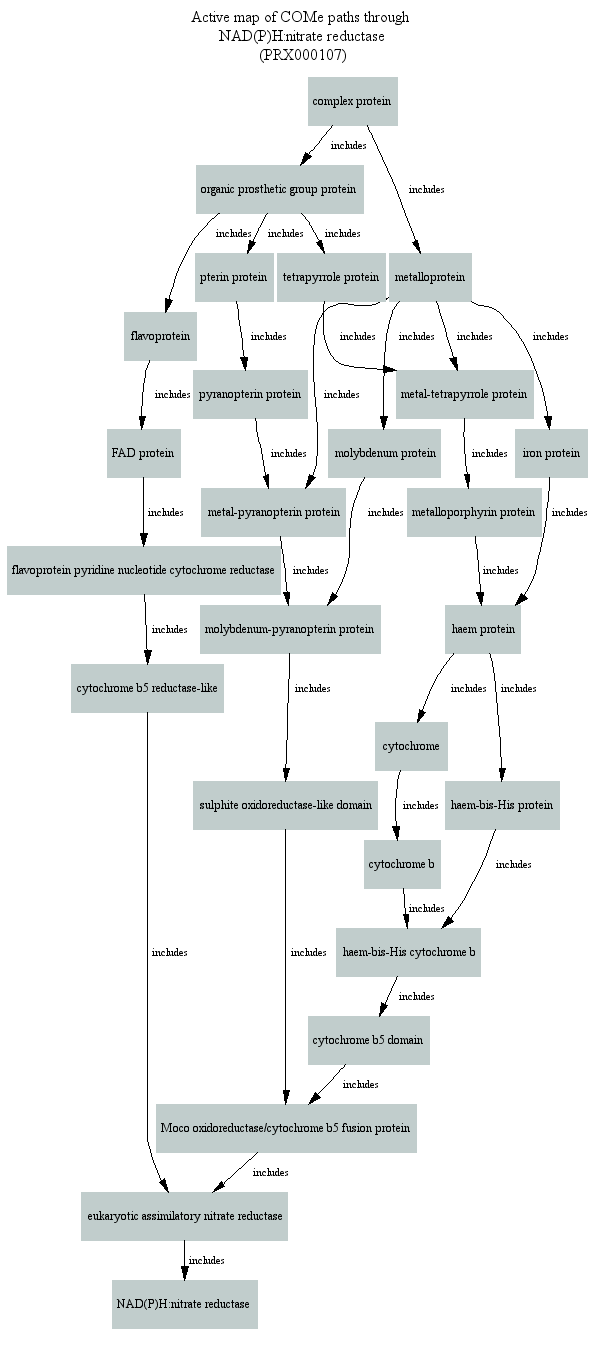 Active map of COMe paths through
NAD(P)H:nitrate reductase
(PRX000107)
complex protein
includes
organic prosthetic group protein
includes
includes
includes
includes
pterin protein
tetrapyrrole protein
metalloprotein
flavoprotein
includes
includes
includes
includes
includes
includes
pyranopterin protein
includes
metal-tetrapyrrole protein
FAD protein
includes
molybdenum protein
includes
iron protein
includes
metal-pyranopterin protein
includes
metalloporphyrin protein
includes
flavoprotein pyridine nucleotide cytochrome reductase
includes
includes
includes
molybdenum-pyranopterin protein
haem protein
cytochrome b5 reductase-like
includes
includes
includes
cytochrome
sulphite oxidoreductase-like domain
includes
haem-bis-His protein
cytochrome b
includes
includes
includes
includes
haem-bis-His cytochrome b
includes
cytochrome b5 domain
includes
Moco oxidoreductase/cytochrome b5 fusion protein
includes
eukaryotic assimilatory nitrate reductase
includes
NAD(P)H:nitrate reductase